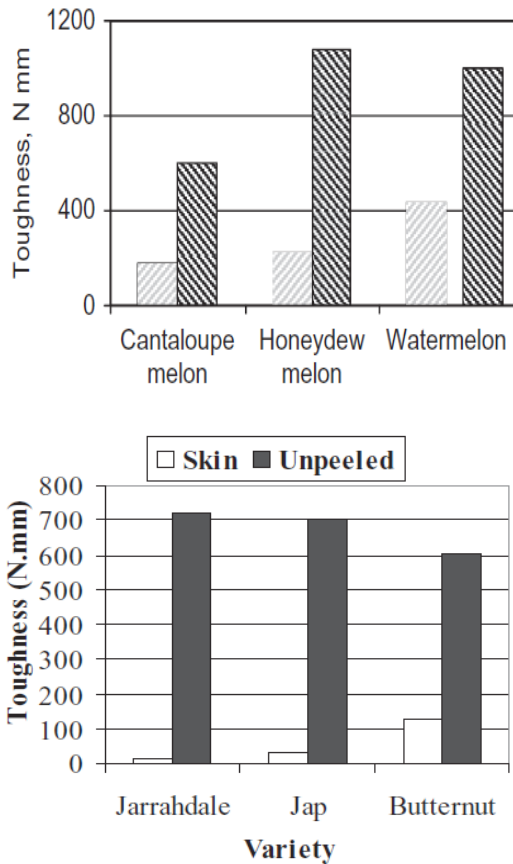 1200
Toughness, N mm
800
400
0
Cantaloupe melon
Honeydew melon
Watermelon
Skin Unpeeled
Toughness (N.mm)
800
700
600
500
400
300
200
100
0
Jarrahdale Jap Butternut
Variety